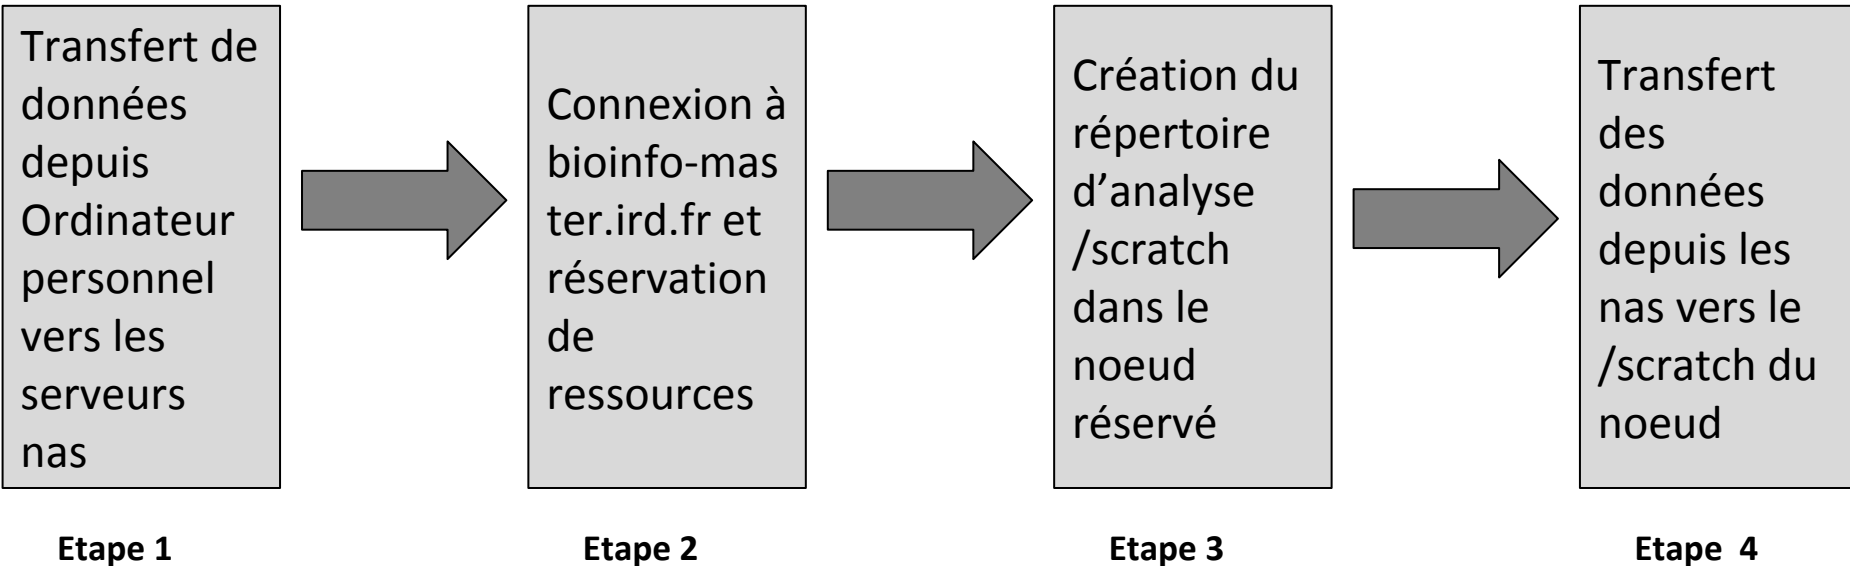 Transfert de
données
depuis
Ordinateur
personnel
vers les
serveurs
nas
Connexion à
bioinfo-mas
ter.ird.fr et
réservation
de
ressources
Création du
répertoire
d’analyse
/scratch
dans le
noeud
réservé
Transfert
des
données
depuis les
nas vers le
/scratch du
noeud
Etape 1
Etape 2
Etape 3
Etape 4